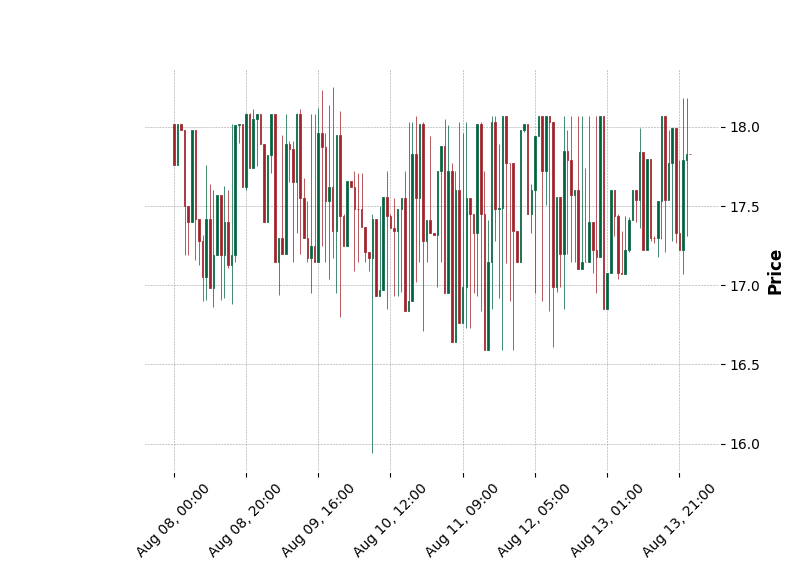 18.0
17.5
17.0
16.5
16.0
Price
Aug 08, 00:00
Aug 08, 20:00
Aug 09, 16:00
Aug 10, 12:00
Aug 11, 09:00
Aug 12, 05:00
Aug 13, 01:00
Aug 13, 21:00